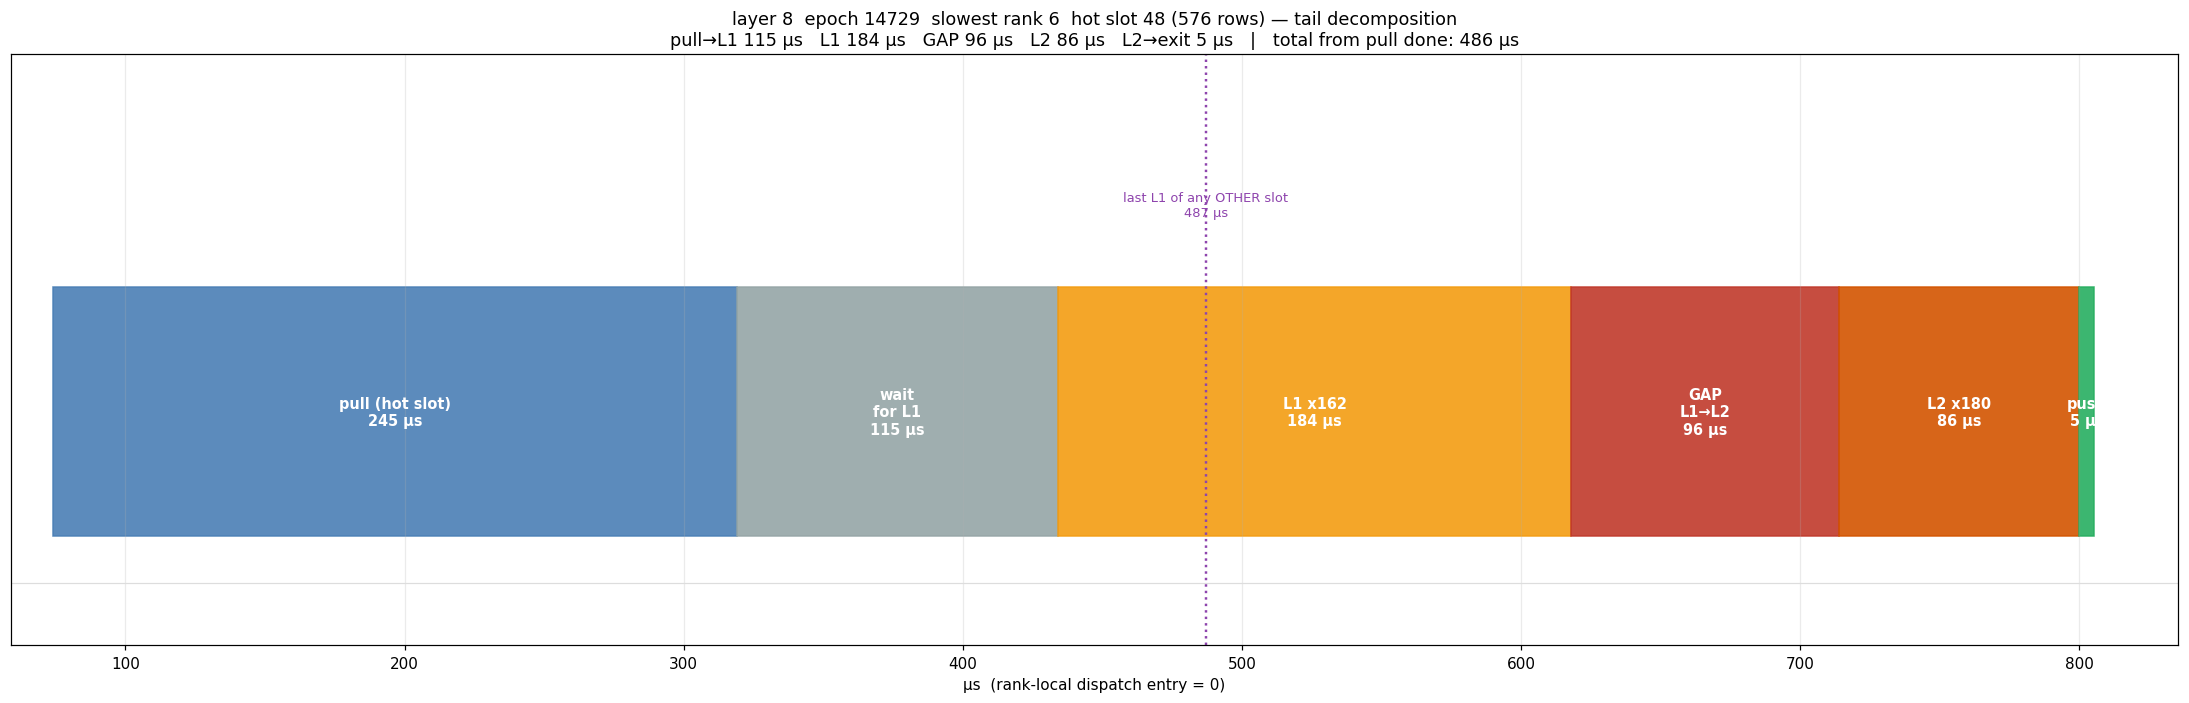 layer 8  epoch 14729  slowest rank 6  hot slot 48 (576 rows) — tail decomposition
pull→L1 115 µs   L1 184 µs   GAP 96 µs   L2 86 µs   L2→exit 5 µs   |   total from pull done: 486 µs
last L1 of any OTHER slot
487 µs
pull (hot slot)
245 µs
wait
for L1
115 µs
L1 x162
184 µs
GAP
L1→L2
96 µs
L2 x180
86 µs
pus
5 µ
100
200
300
400
500
600
700
800
µs  (rank-local dispatch entry = 0)